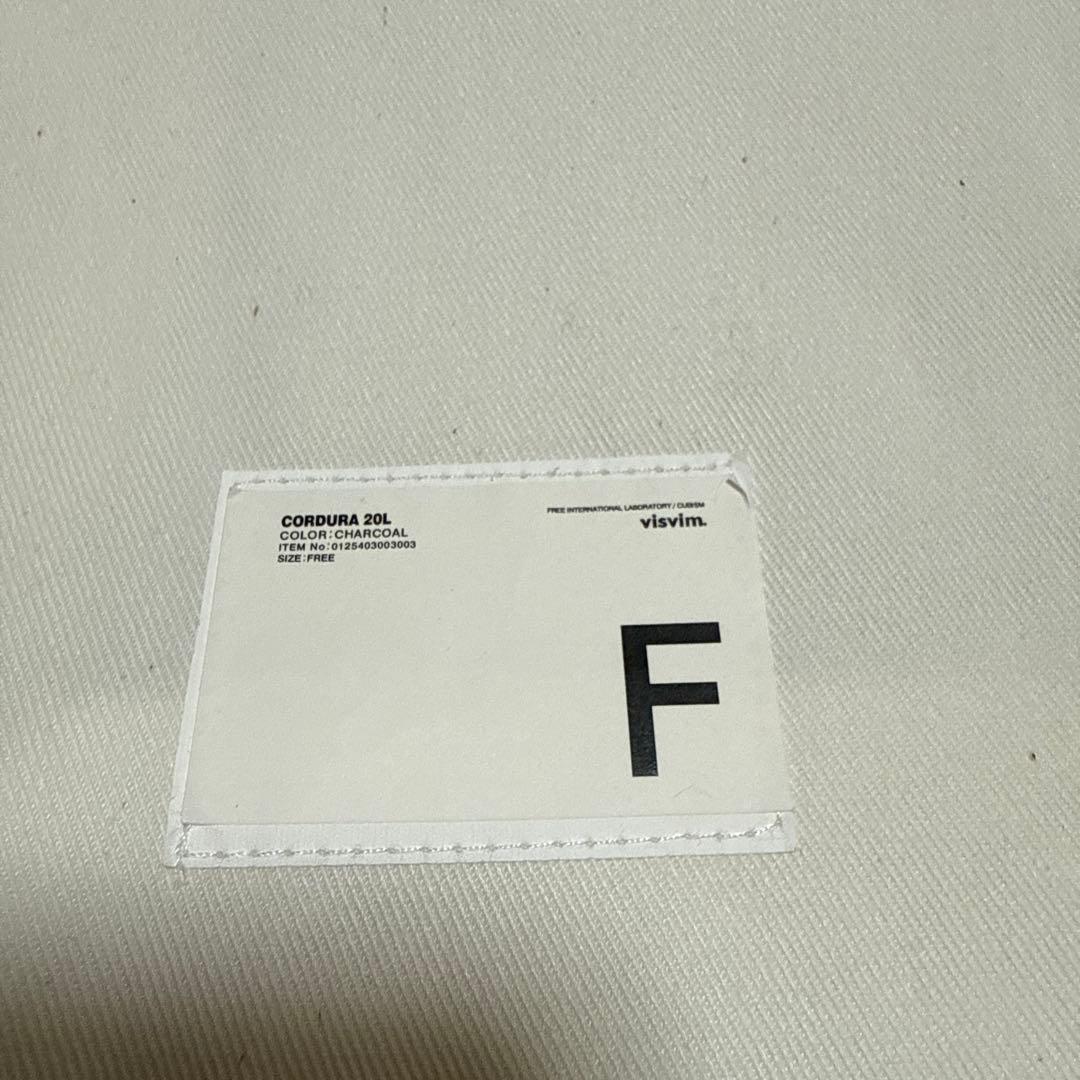 CORDURA 20L
COLOR:CHARCOAL
ITEM No:0125403003003
SIZE:FREE
FREE INTERNATIONAL LABORATORY / CUBISM
visvim.
F